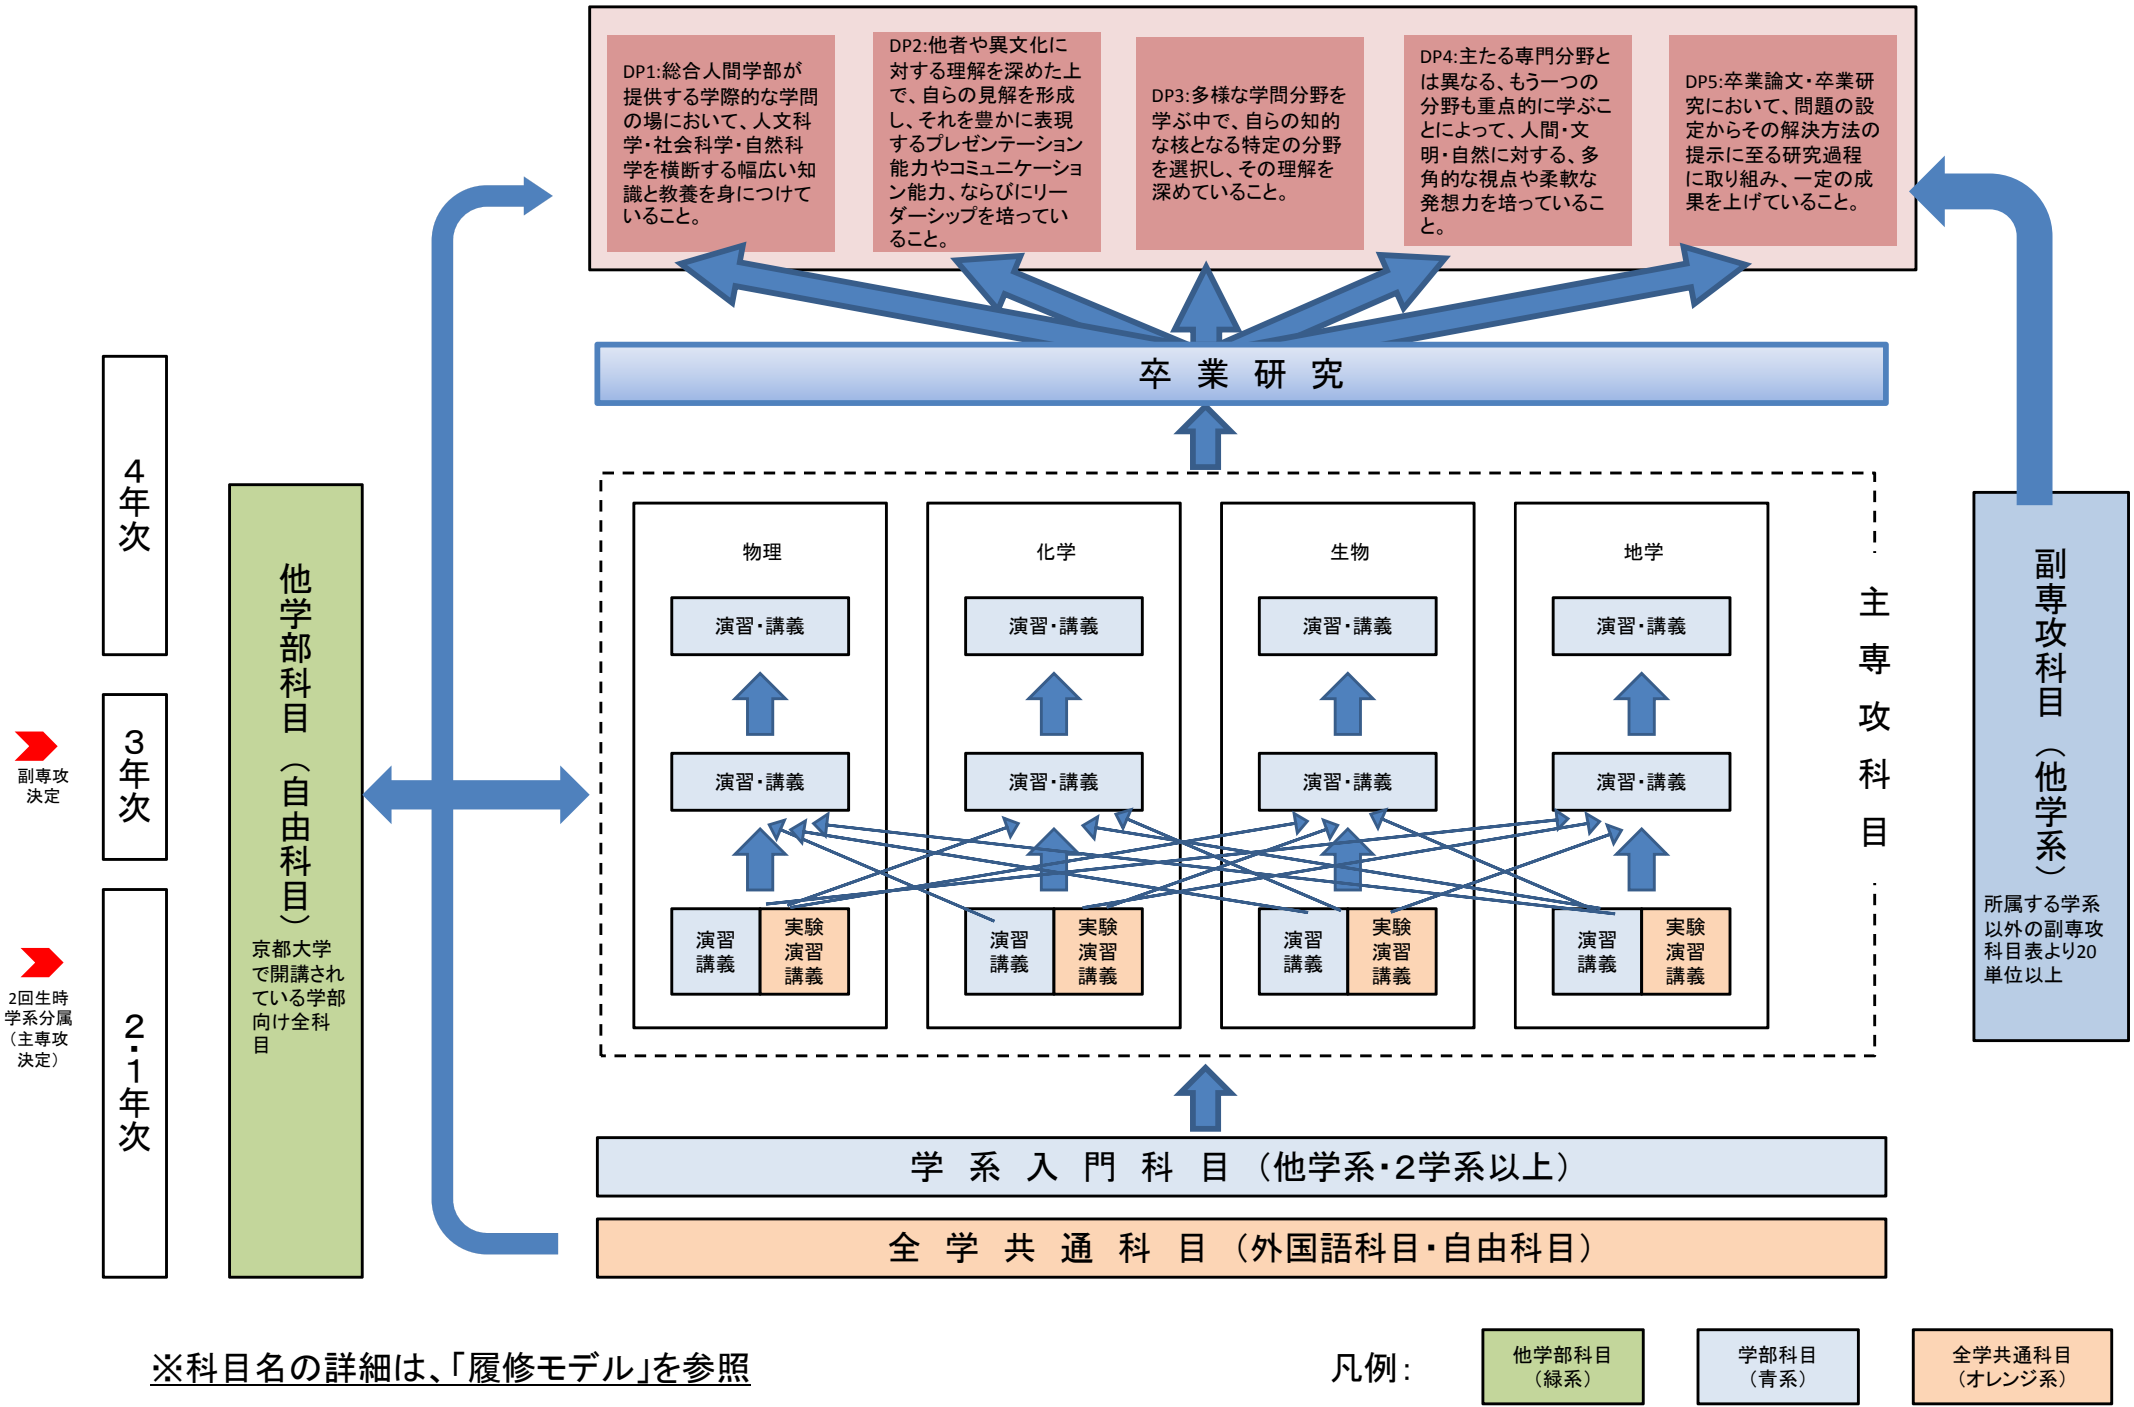 DP1:総合人間学部が
提供する学際的な学問
の場において、人文科
学・社会科学・自然科
学を横断する幅広い知
識と教養を身につけて
いること。
DP2:他者や異文化に
対する理解を深めた上
で、自らの見解を形成
し、それを豊かに表現
するプレゼンテーション
能力やコミュニケーショ
ン能力、ならびにリー
ダーシップを培ってい
ること。
DP3:多様な学問分野を
学ぶ中で、自らの知的
な核となる特定の分野
を選択し、その理解を
深めていること。
DP4:主たる専門分野と
は異なる、もう一つの
分野も重点的に学ぶこ
とによって、人間・文
明・自然に対する、多
角的な視点や柔軟な
発想力を培っているこ
と。
DP5:卒業論文・卒業研
究において、問題の設
定からその解決方法の
提示に至る研究過程
に取り組み、一定の成
果を上げていること。
卒業研究
4年次
3年次
2・1年次
副専攻
決定
2回生時
学系分属
（主専攻
決定）
他学部科目（自由科目）
京都大学
で開講され
ている学部
向け全科
目
物理
化学
生物
地学
演習・講義
演習・講義
演習・講義
演習・講義
演習・講義
演習・講義
演習・講義
演習・講義
演習
講義
実験
演習
講義
演習
講義
実験
演習
講義
演習
講義
実験
演習
講義
演習
講義
実験
演習
講義
主専攻科目
副専攻科目（他学系）
所属する学系
以外の副専攻
科目表より20
単位以上
学系入門科目（他学系・2学系以上）
全学共通科目（外国語科目・自由科目）
※科目名の詳細は、「履修モデル」を参照
凡例：
他学部科目
（緑系）
学部科目
（青系）
全学共通科目
（オレンジ系）